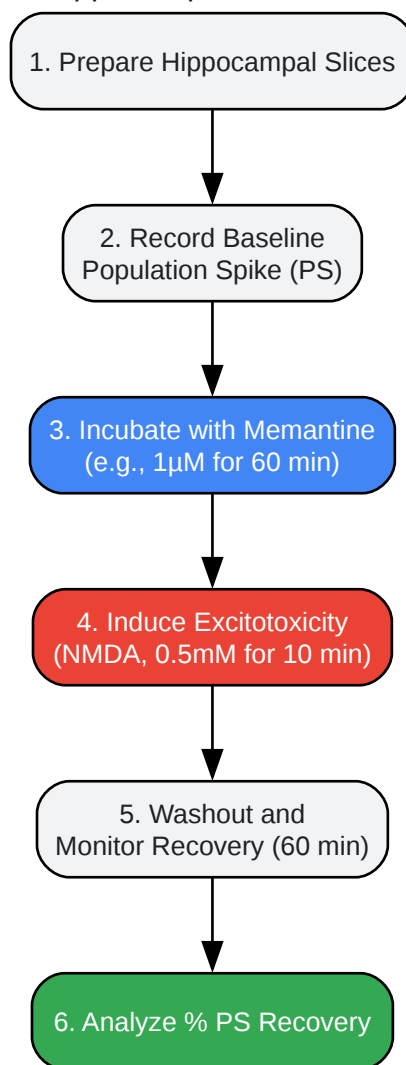 1. Prepare Hippocampal Slices
2. Record Baseline
Population Spike (PS)
3. Incubate with Memantine
(e.g., 1µM for 60 min)
4. Induce Excitotoxicity
(NMDA, 0.5mM for 10 min)
5. Washout and
Monitor Recovery (60 min)
6. Analyze % PS Recovery